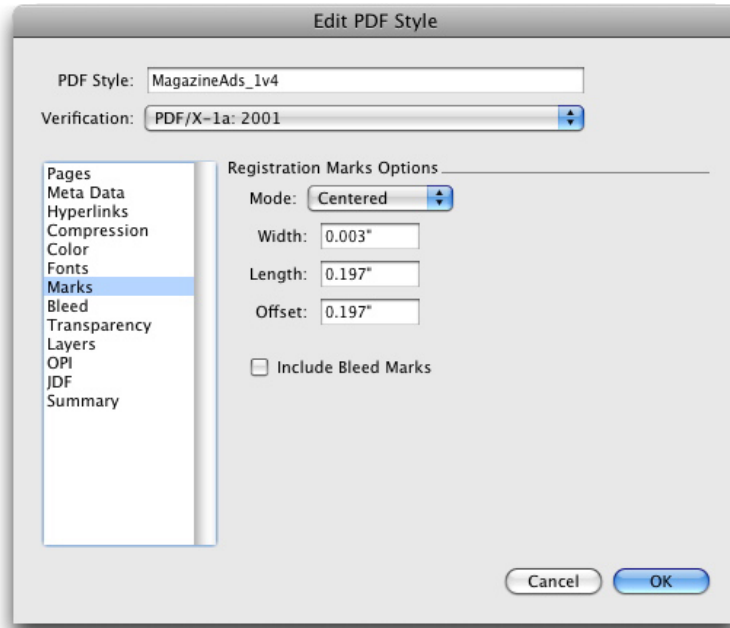 Edit PDF Style
PDF Style: MagazineAds_1v4
Verification: PDF/X-1a: 2001
Pages
Meta Data
Hyperlinks
Compression
Color
Fonts
Marks
Bleed
Transparency
Layers
OPI
JDF
Summary
Registration Marks Options
Mode: Centered
Width: 0.003"
Length: 0.197"
Offset: 0.197"
Include Bleed Marks
Cancel
OK